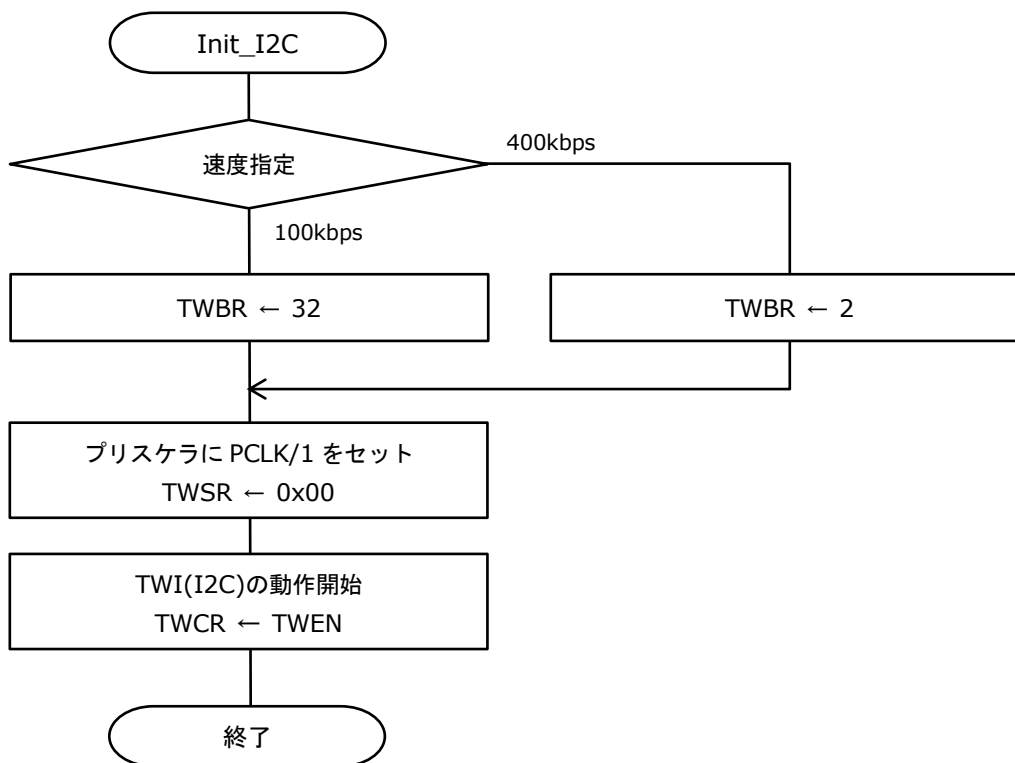 Init_I2C
速度指定
400kbps
100kbps
TWBR ← 32
TWBR ← 2
プリスケラに PCLK/1 をセット
TWSR ← 0x00
TWI(I2C)の動作開始
TWCR ← TWEN
終了